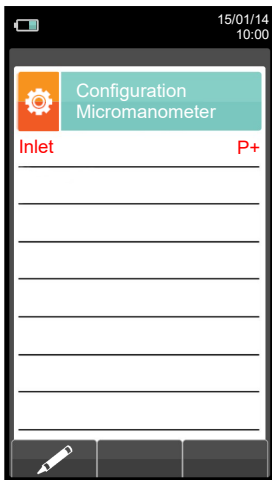 15/01/14
10:00
Configuration
Micromanometer
Inlet P+